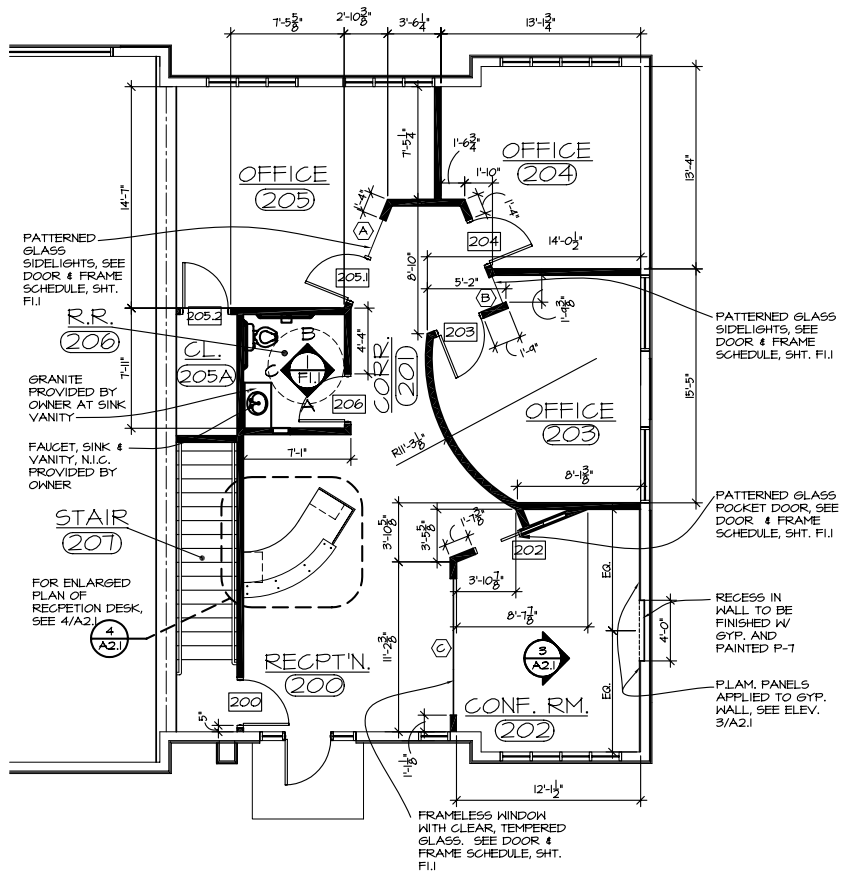 7'-5 5/8"
2'-10 3/8"
3'-6 1/4"
13'-1 3/4"
7'-5 1/4"
1'-6 3/4"
OFFICE
204
OFFICE
205
1'-10"
13'-4"
14'-7"
1'-4"
1'-4"
A
204
14'-0 1/2"
PATTERNED
GLASS
SIDELIGHTS, SEE
DOOR & FRAME
SCHEDULE, SHT.
F1.1
8'-10"
205.1
5'-2"
B
1'-9 3/8"
205.2
R.R.
206
203
PATTERNED GLASS
SIDELIGHTS, SEE
DOOR & FRAME
SCHEDULE, SHT. F1.1
4'-4"
B
C
1
F1.1
A
1'-9"
CL.
205A
7'-11"
CORR.
201
15'-5"
GRANITE
PROVIDED BY
OWNER AT SINK
VANITY
206
OFFICE
203
FAUCET, SINK &
VANITY, N.I.C.
PROVIDED BY
OWNER
R11'-3 1/8"
7'-1"
8'-1 3/8"
STAIR
207
3'-10 5/8"
3'-5 5/8"
1'-7 3/8"
202
PATTERNED GLASS
POCKET DOOR, SEE
DOOR & FRAME
SCHEDULE, SHT. F1.1
3'-10 7/8"
EQ.
FOR ENLARGED
PLAN OF
RECPETION DESK,
SEE 4/A2.1
8'-7 7/8"
RECESS IN
WALL TO BE
FINISHED W/
GYP. AND
PAINTED P-7
4'-0"
4
A2.1
11'-2 3/8"
C
3
A2.1
RECPT'N.
200
EQ.
P.LAM. PANELS
APPLIED TO GYP.
WALL, SEE ELEV.
3/A2.1
200
CONF. RM.
202
5"
1'-1 1/8"
12'-1 1/2"
FRAMELESS WINDOW
WITH CLEAR, TEMPERED
GLASS. SEE DOOR &
FRAME SCHEDULE, SHT.
F1.1